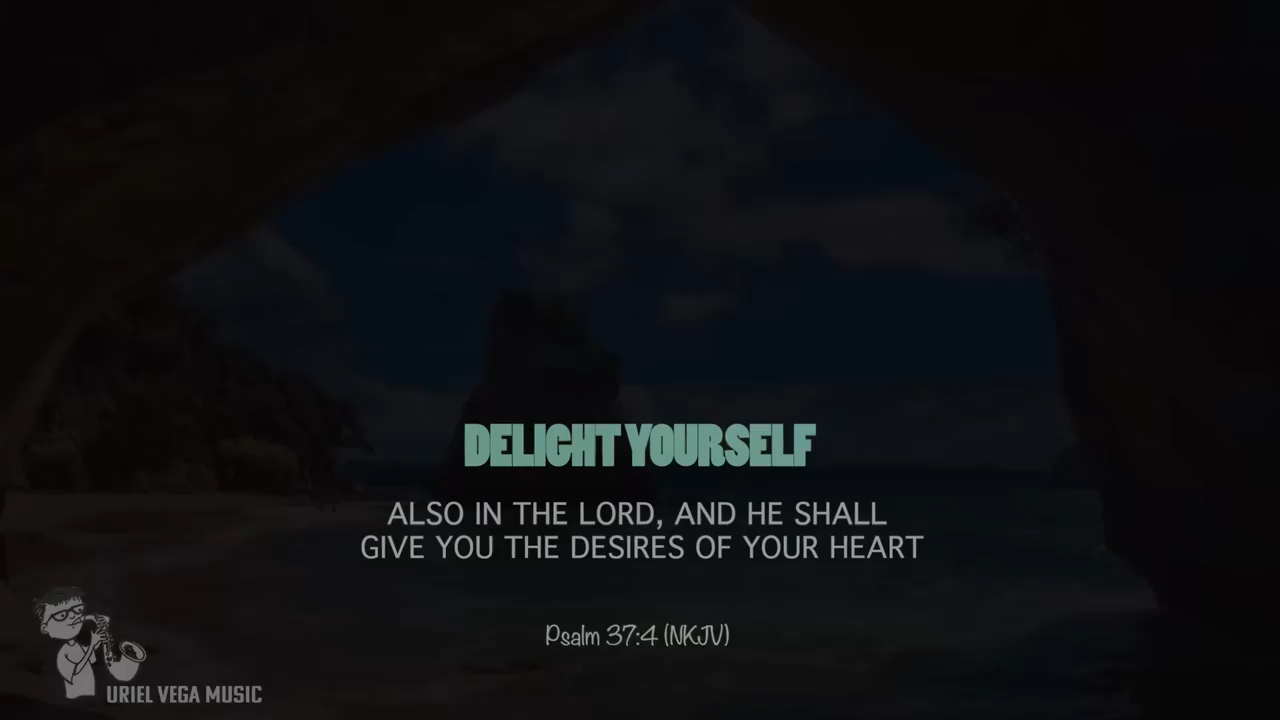 DELIGHT YOURSELF
ALSO IN THE LORD, AND HE SHALL
GIVE YOU THE DESIRES OF YOUR HEART
Psalm 37:4 (NKJV)
URIEL VEGA MUSIC